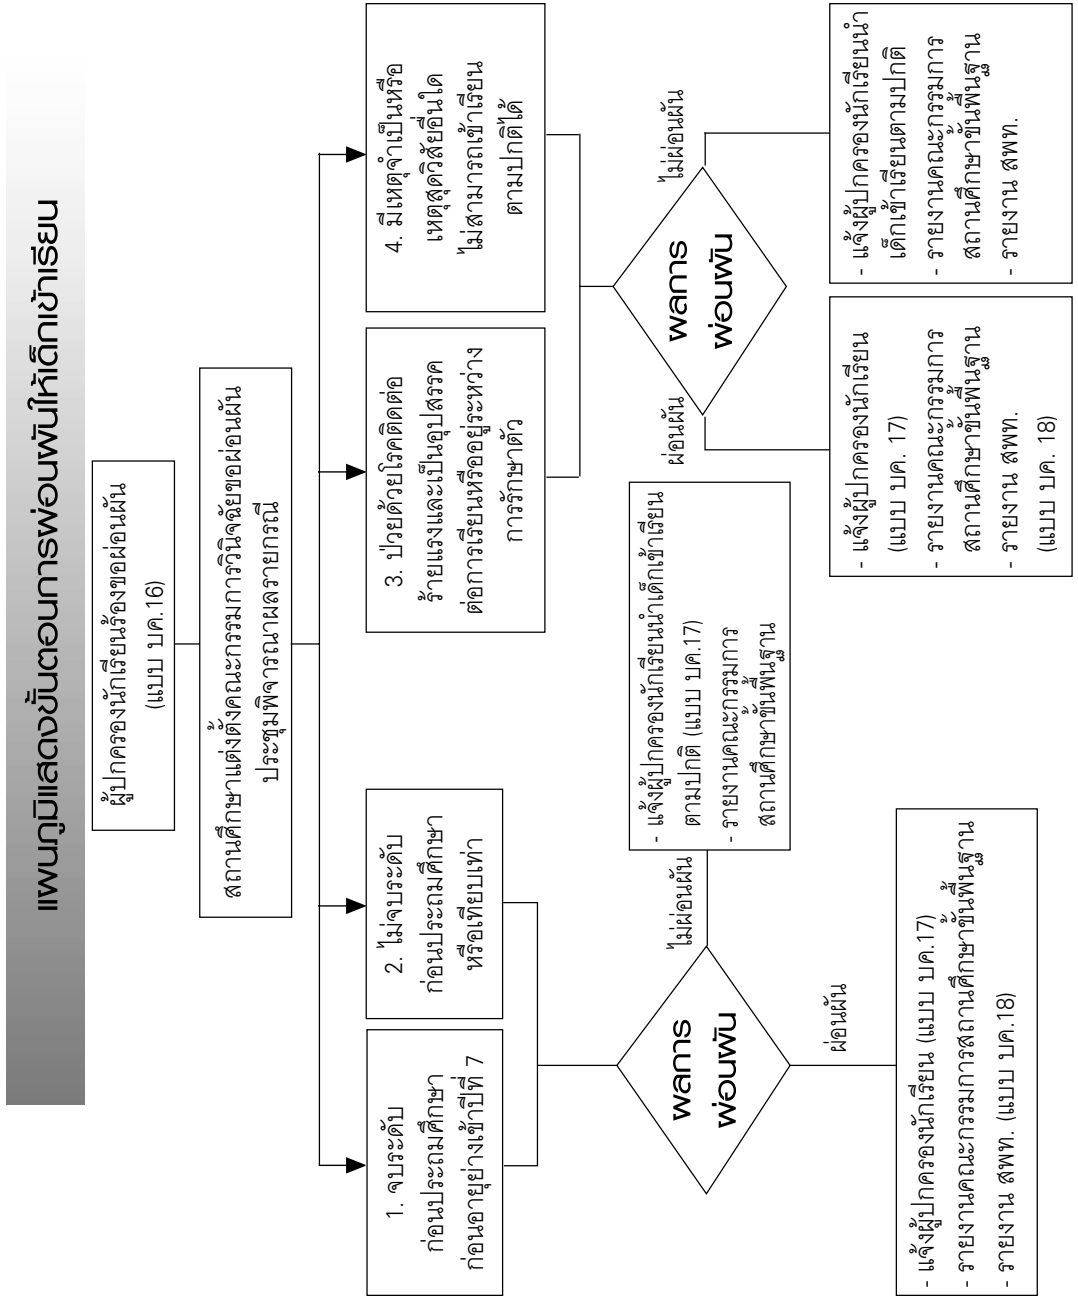 แผนภูมิแสดงขั้นตอนการผ่อนผันให้เด็กเข้าเรียน
ผู้ปกครองนักเรียนร้องขอผ่อนผัน
(แบบ บค.16)
สถานศึกษาแต่งตั้งคณะกรรมการวินิจฉัยขอผ่อนผัน
ประชุมพิจารณาผลรายกรณี
1. จบระดับ
ก่อนประถมศึกษา
ก่อนอายุย่างเข้าปีที่ 7
2. ไม่จบระดับ
ก่อนประถมศึกษา
หรือเทียบเท่า
3. ป่วยด้วยโรคติดต่อ
ร้ายแรงและเป็นอุปสรรค
ต่อการเรียนหรืออยู่ระหว่าง
การรักษาตัว
4. มีเหตุจำเป็นหรือ
เหตุสุดวิสัยอื่นใด
ไม่สามารถเข้าเรียน
ตามปกติได้
ผลการ
ผ่อนผัน
ไม่ผ่อนผัน
- แจ้งผู้ปกครองนักเรียนนำเด็กเข้าเรียน
ตามปกติ (แบบ บค.17)
- รายงานคณะกรรมการ
สถานศึกษาขั้นพื้นฐาน
ผ่อนผัน
- แจ้งผู้ปกครองนักเรียน (แบบ บค.17)
- รายงานคณะกรรมการสถานศึกษาขั้นพื้นฐาน
- รายงาน สพท. (แบบ บค.18)
ผลการ
ผ่อนผัน
ผ่อนผัน
- แจ้งผู้ปกครองนักเรียน
(แบบ บค. 17)
- รายงานคณะกรรมการ
สถานศึกษาขั้นพื้นฐาน
- รายงาน สพท.
(แบบ บค. 18)
ไม่ผ่อนผัน
- แจ้งผู้ปกครองนักเรียนนำ
เด็กเข้าเรียนตามปกติ
- รายงานคณะกรรมการ
สถานศึกษาขั้นพื้นฐาน
- รายงาน สพท.